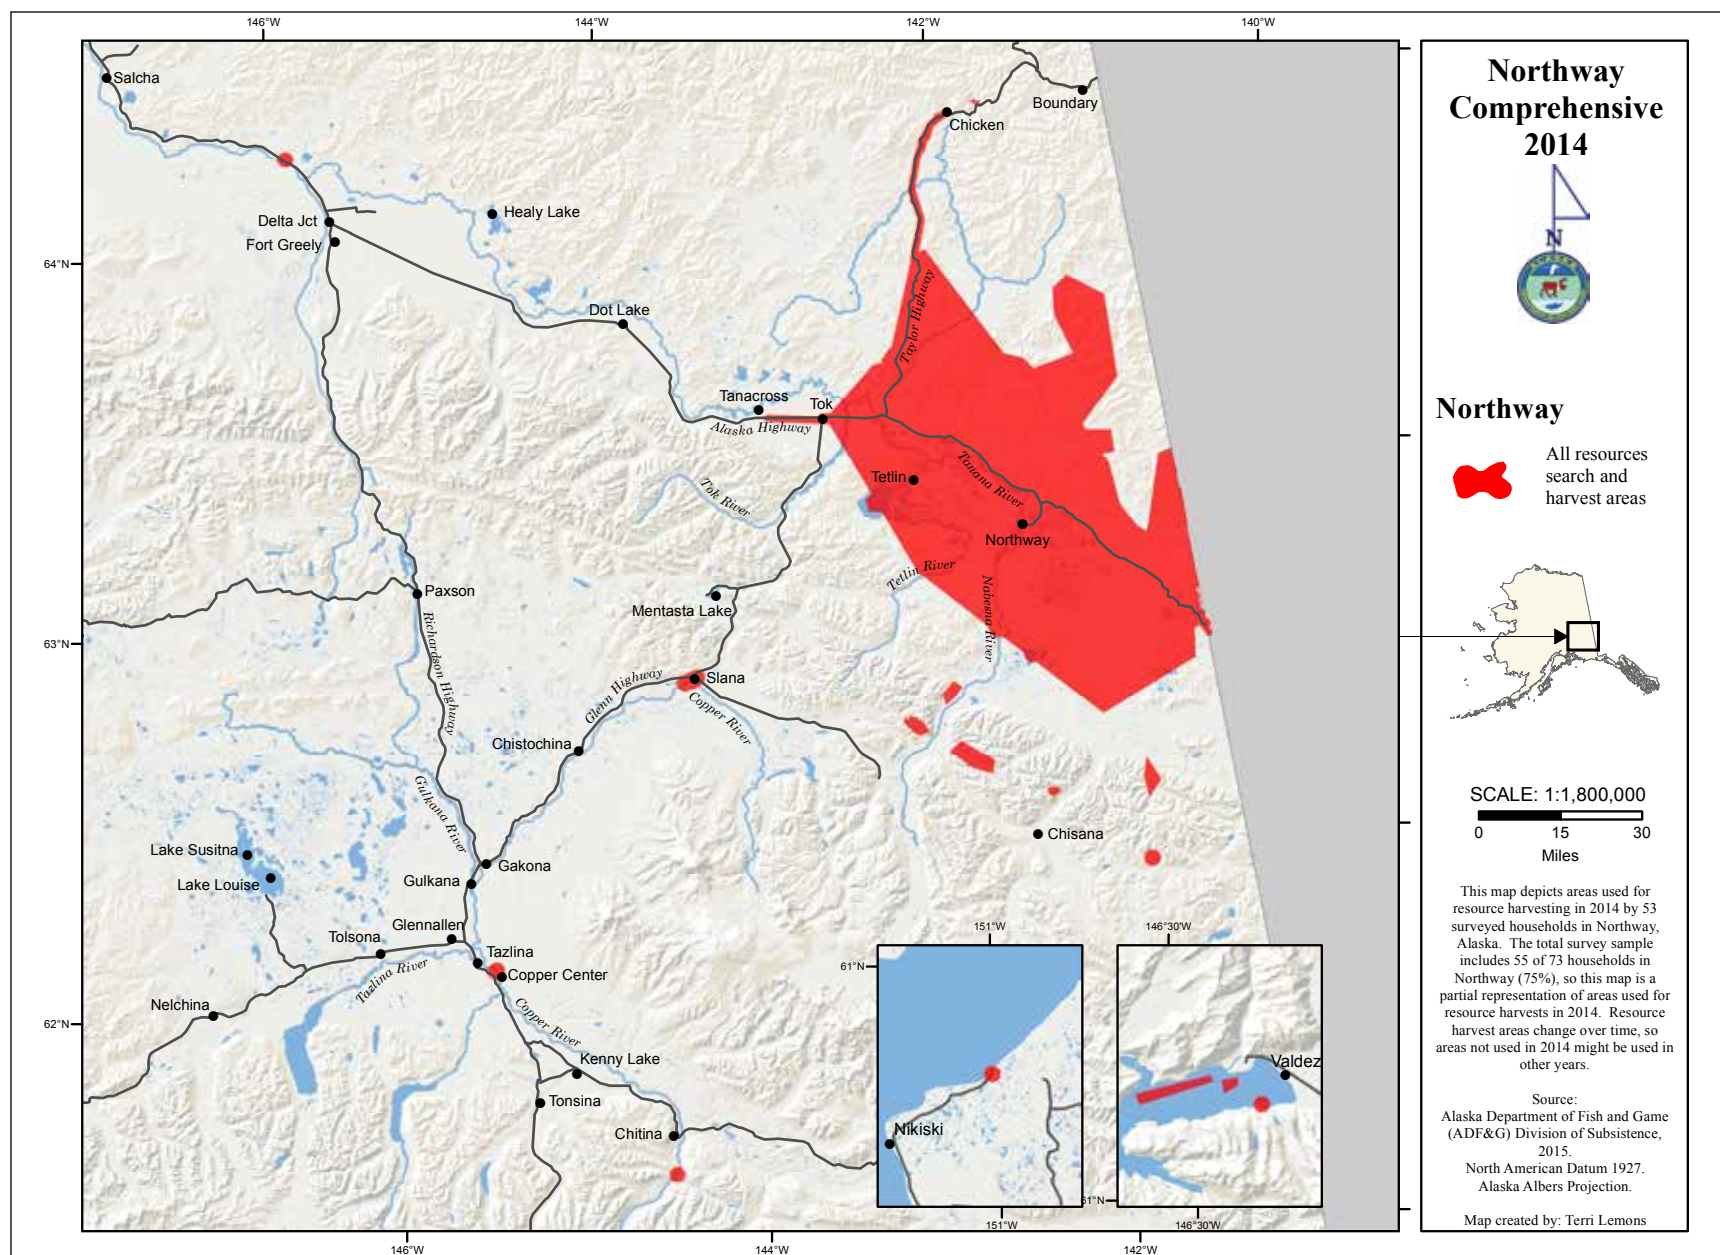 146°W
144°W
142°W
140°W
Salcha
Boundary
Chicken
Healy Lake
Delta Jct
Fort Greely
64°N
Dot Lake
Taylor Highway
Tanacross
Tok
Alaska Highway
Tetlin
Tanana River
Tok River
Northway
Tetlin River
Nabesna River
Paxson
Mentasta Lake
Richardson Highway
63°N
Slana
Glenn Highway
Copper River
Chistochina
Gulkana River
Chisana
Lake Susitna
Lake Louise
Gakona
Gulkana
Glennallen
Tolsona
Tazlina
Copper Center
Tazlina River
Nelchina
Copper River
62°N
Kenny Lake
Tonsina
Chitina
151°W
61°N
Nikiski
151°W
146°30'W
Valdez
61°N
146°30'W
146°W
144°W
142°W
Northway
Comprehensive
2014
N
ALASKA
Northway
All resources
search and
harvest areas
SCALE: 1:1,800,000
0 15 30
Miles
This map depicts areas used for
resource harvesting in 2014 by 53
surveyed households in Northway,
Alaska. The total survey sample
includes 55 of 73 households in
Northway (75%), so this map is a
partial representation of areas used for
resource harvests in 2014. Resource
harvest areas change over time, so
areas not used in 2014 might be used in
other years.
Source:
Alaska Department of Fish and Game
(ADF&G) Division of Subsistence,
2015.
North American Datum 1927.
Alaska Albers Projection.
Map created by: Terri Lemons